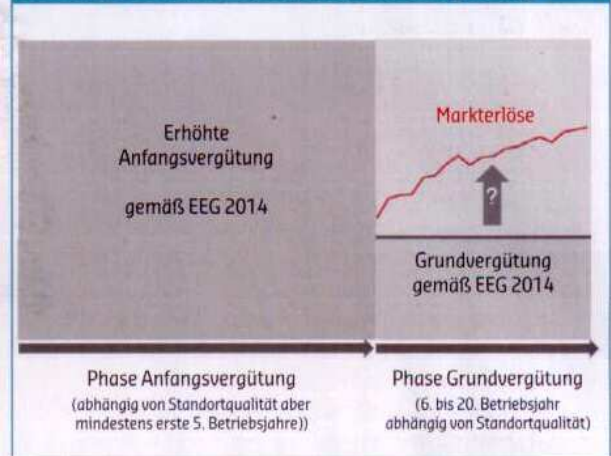 Erhöhte
Anfangsvergütung
gemäß EEG 2014
Markterlöse
?
Grundvergütung
gemäß EEG 2014
Phase Anfangsvergütung
(abhängig von Standortqualität aber
mindestens erste 5. Betriebsjahre))
Phase Grundvergütung
(6. bis 20. Betriebsjahr
abhängig von Standortqualität)